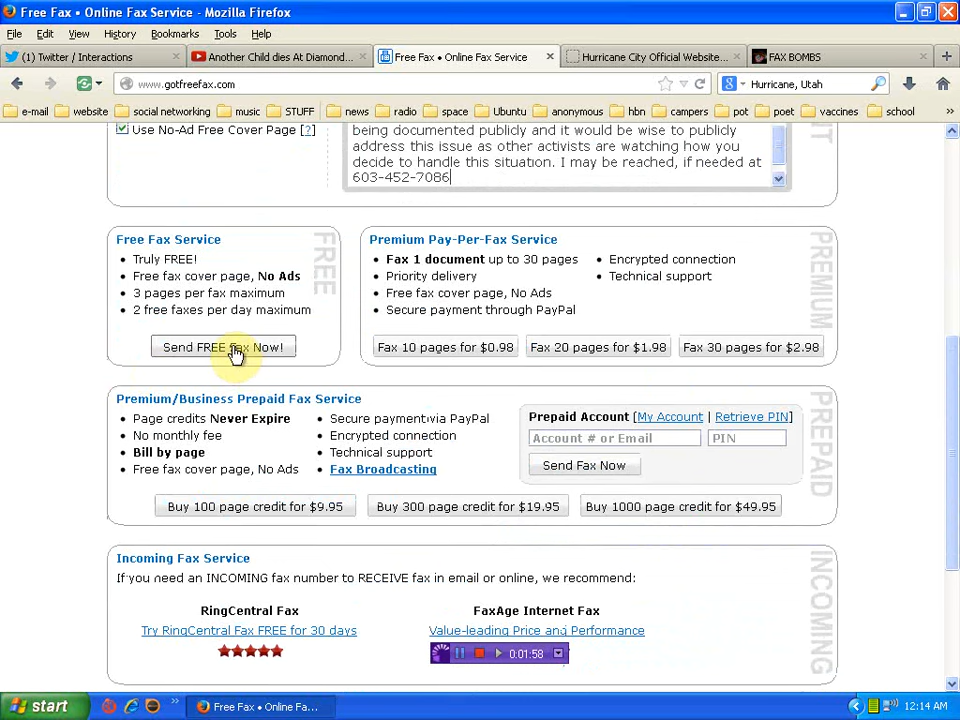 Free Fax • Online Fax Service - Mozilla Firefox
File Edit View History Bookmarks Tools Help
(1) Twitter / Interactions
Another Child dies At Diamond...
Free Fax • Online Fax Service
Hurricane City Official Website...
FAX BOMBS
www.gotfreefax.com
Hurricane, Utah
e-mail website social networking music STUFF news radio space Ubuntu anonymous hbn campers pot poet vaccines school
Use No-Ad Free Cover Page [?]
being documented publicly and it would be wise to publicly
address this issue as other activists are watching how you
decide to handle this situation. I may be reached, if needed at
603-452-7086
Free Fax Service
Truly FREE!
Free fax cover page, No Ads
3 pages per fax maximum
2 free faxes per day maximum
Send FREE Fax Now!
FREE
Premium Pay-Per-Fax Service
Fax 1 document up to 30 pages
Priority delivery
Free fax cover page, No Ads
Secure payment through PayPal
Encrypted connection
Technical support
Fax 10 pages for $0.98
Fax 20 pages for $1.98
Fax 30 pages for $2.98
PREMIUM
Premium/Business Prepaid Fax Service
Page credits Never Expire
No monthly fee
Bill by page
Free fax cover page, No Ads
Secure payment via PayPal
Encrypted connection
Technical support
Fax Broadcasting
Prepaid Account [My Account | Retrieve PIN]
Account # or Email
PIN
Send Fax Now
Buy 100 page credit for $9.95
Buy 300 page credit for $19.95
Buy 1000 page credit for $49.95
PREPAID
Incoming Fax Service
If you need an INCOMING fax number to RECEIVE fax in email or online, we recommend:
RingCentral Fax
Try RingCentral Fax FREE for 30 days
FaxAge Internet Fax
Value-leading Price and Performance
INCOMING
0:01:58
start
Free Fax • Online Fa...
12:14 AM